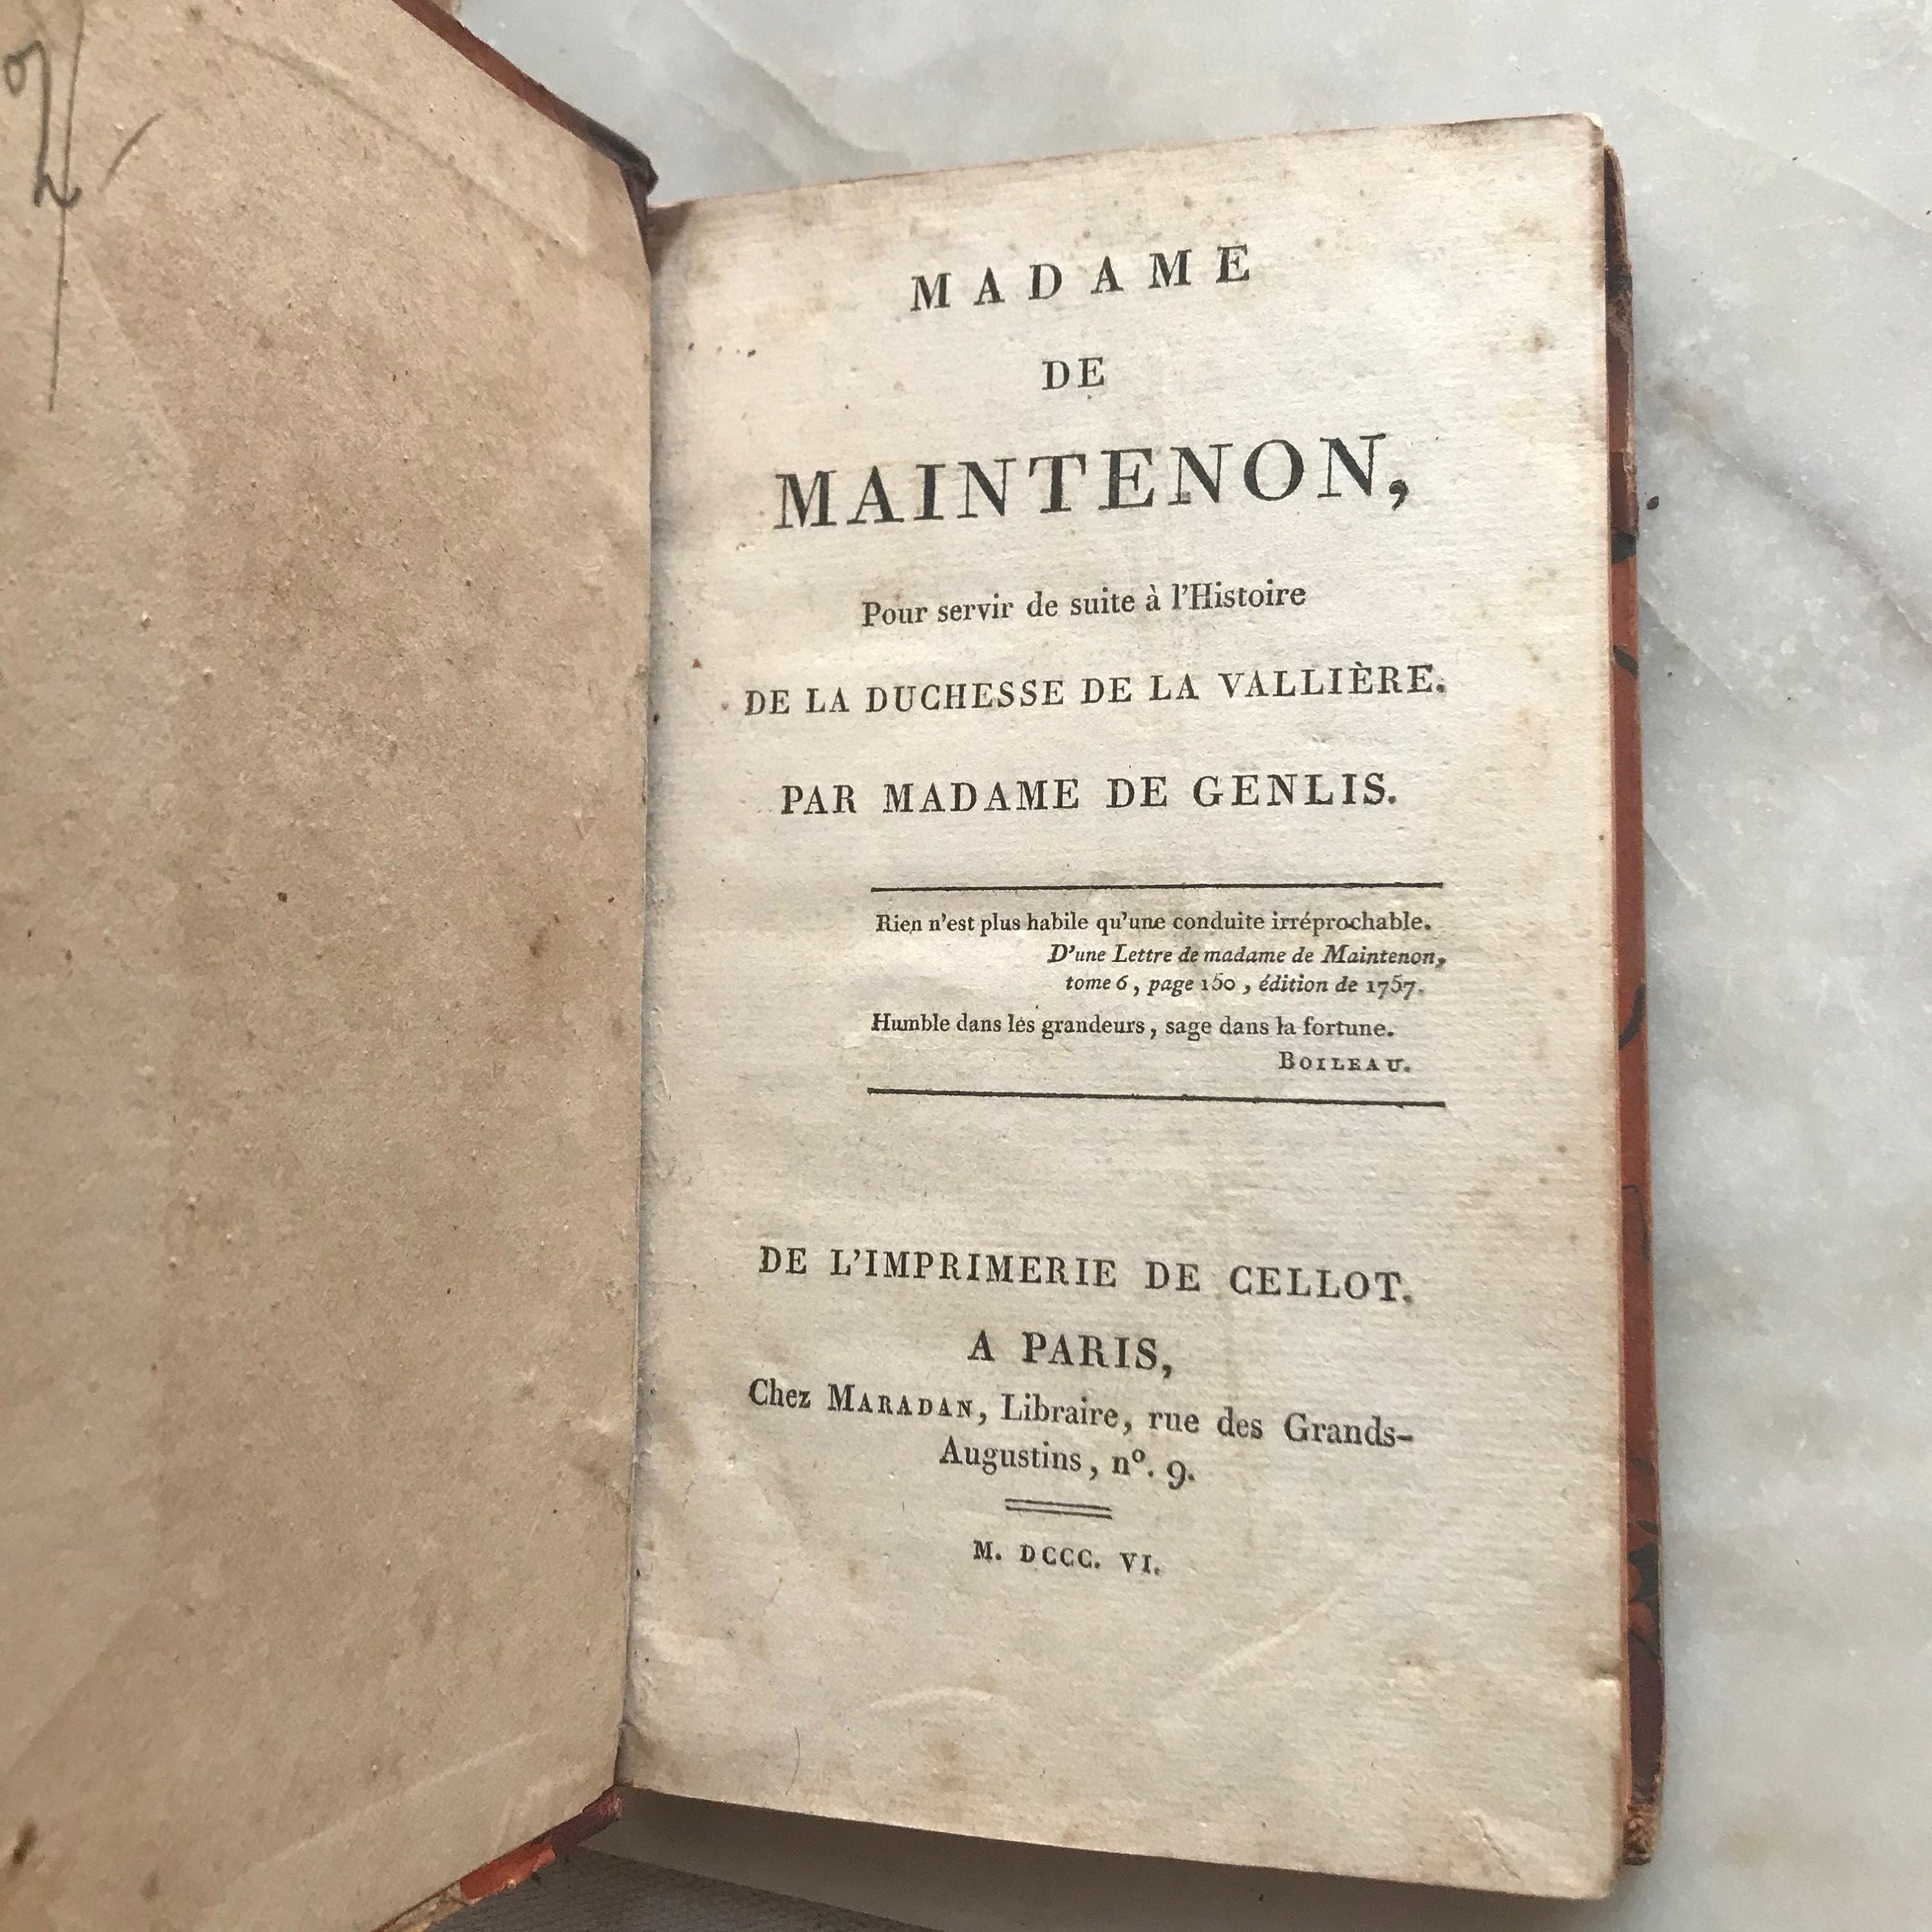 MADAME
DE
MAINTENON,
Pour servir de suite à l'Histoire
DE LA DUCHESSE DE LA VALLIÈRE.
PAR MADAME DE GENLIS.
Rien n'est plus habile qu'une conduite irréprochable.
D'une Lettre de madame de Maintenon,
tome 6, page 150, édition de 1757.
Humble dans les grandeurs, sage dans la fortune.
BOILEAU.
DE L'IMPRIMERIE DE CELLOT.
A PARIS,
Chez MARADAN, Libraire, rue des Grands-
Augustins, nº. 9.
M. DCCC. VI.